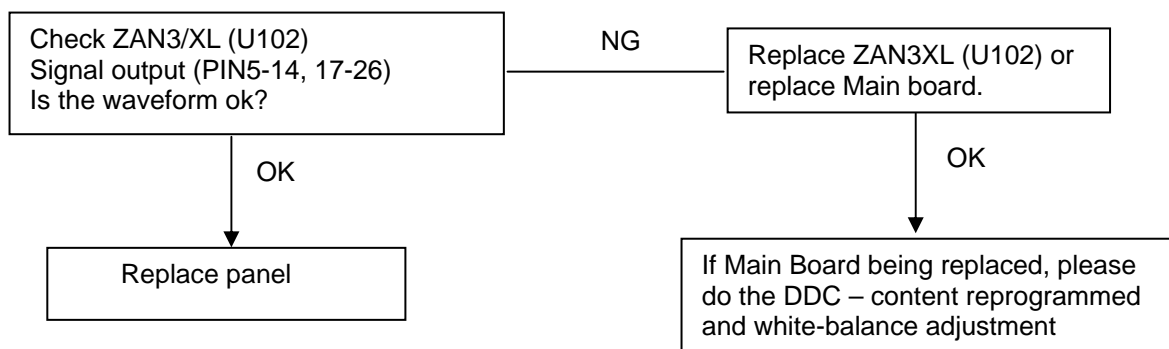 Check ZAN3/XL (U102)
Signal output (PIN5-14, 17-26)
Is the waveform ok?
NG
Replace ZAN3XL (U102) or
replace Main board.
OK
OK
Replace panel
If Main Board being replaced, please
do the DDC – content reprogrammed
and white-balance adjustment